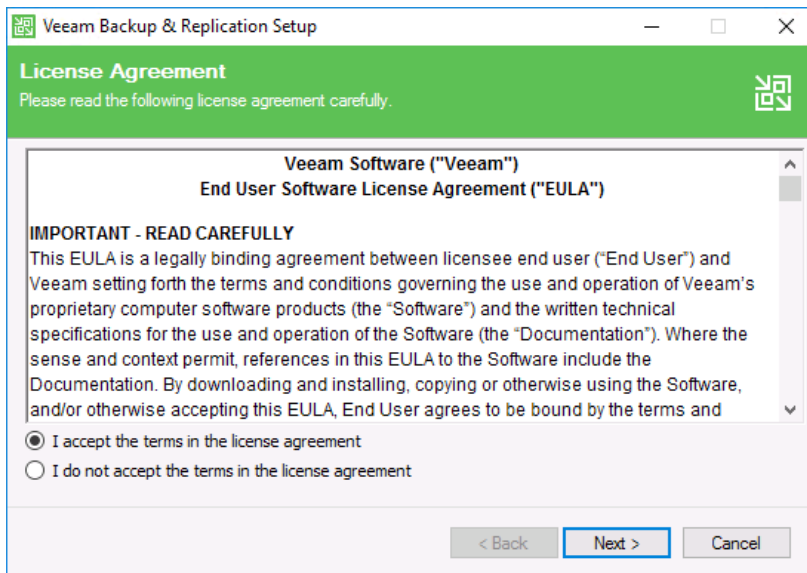 Veeam Backup & Replication Setup
License Agreement
Please read the following license agreement carefully.
Veeam Software ("Veeam")
End User Software License Agreement ("EULA")
IMPORTANT - READ CAREFULLY
This EULA is a legally binding agreement between licensee end user (“End User”) and
Veeam setting forth the terms and conditions governing the use and operation of Veeam’s
proprietary computer software products (the “Software”) and the written technical
specifications for the use and operation of the Software (the “Documentation”). Where the
sense and context permit, references in this EULA to the Software include the
Documentation. By downloading and installing, copying or otherwise using the Software,
and/or otherwise accepting this EULA, End User agrees to be bound by the terms and
I accept the terms in the license agreement
I do not accept the terms in the license agreement
< Back
Next >
Cancel